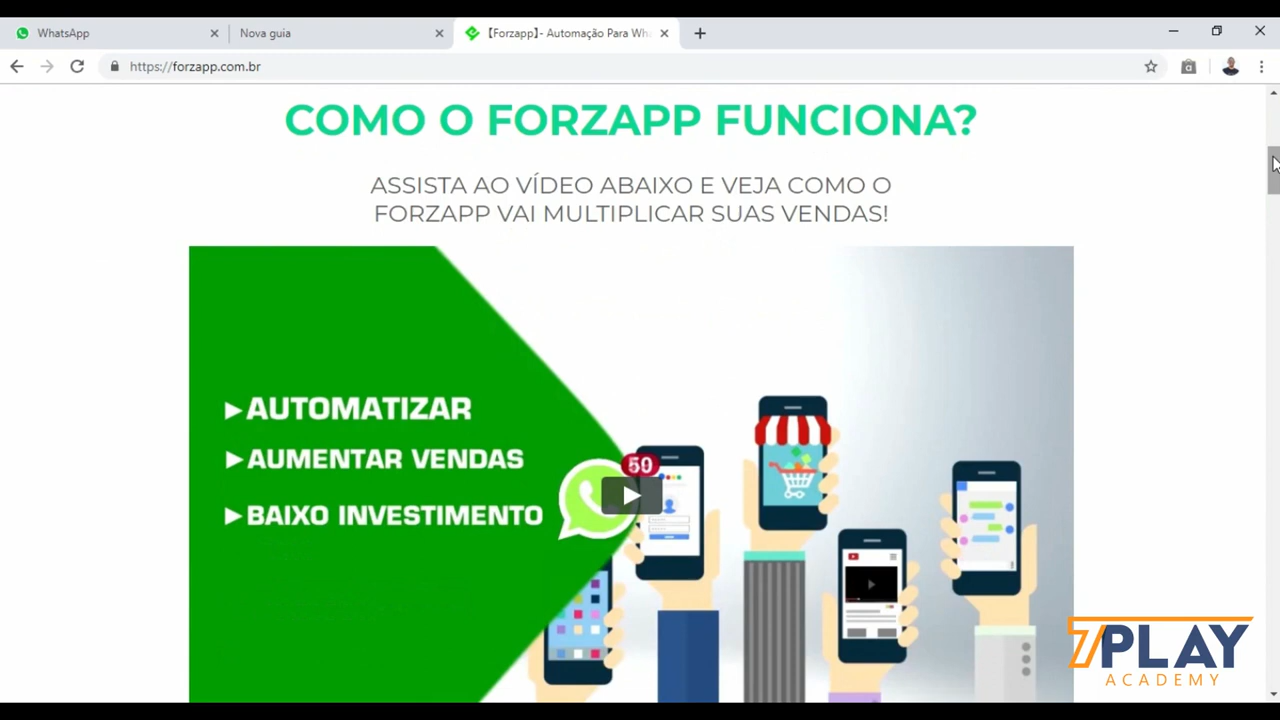 WhatsApp
Nova guia
【Forzapp】- Automação Para Wh
https://forzapp.com.br
COMO O FORZAPP FUNCIONA?
ASSISTA AO VÍDEO ABAIXO E VEJA COMO O
FORZAPP VAI MULTIPLICAR SUAS VENDAS!
►AUTOMATIZAR
►AUMENTAR VENDAS
►BAIXO INVESTIMENTO
50
7PLAY
ACADEMY